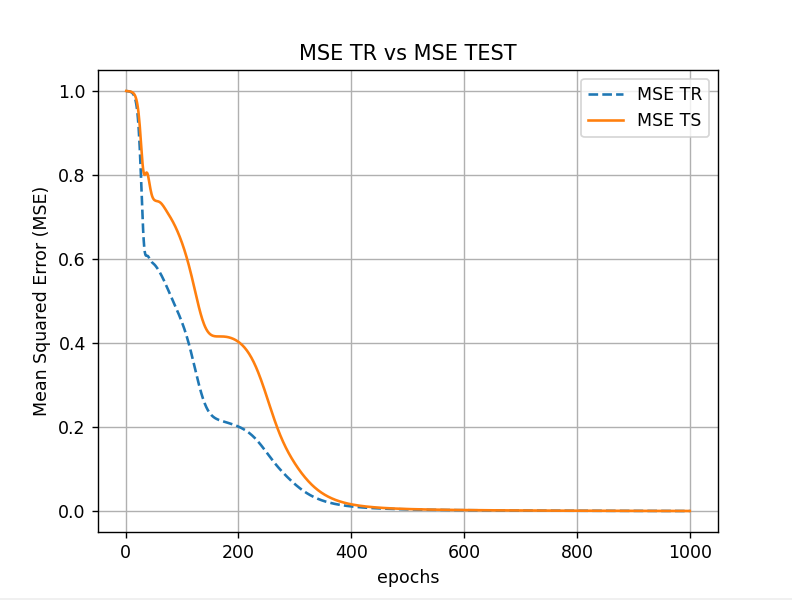 MSE TR vs MSE TEST
MSE TR
MSE TS
Mean Squared Error (MSE)
1.0
0.8
0.6
0.4
0.2
0.0
0 200 400 600 800 1000
epochs